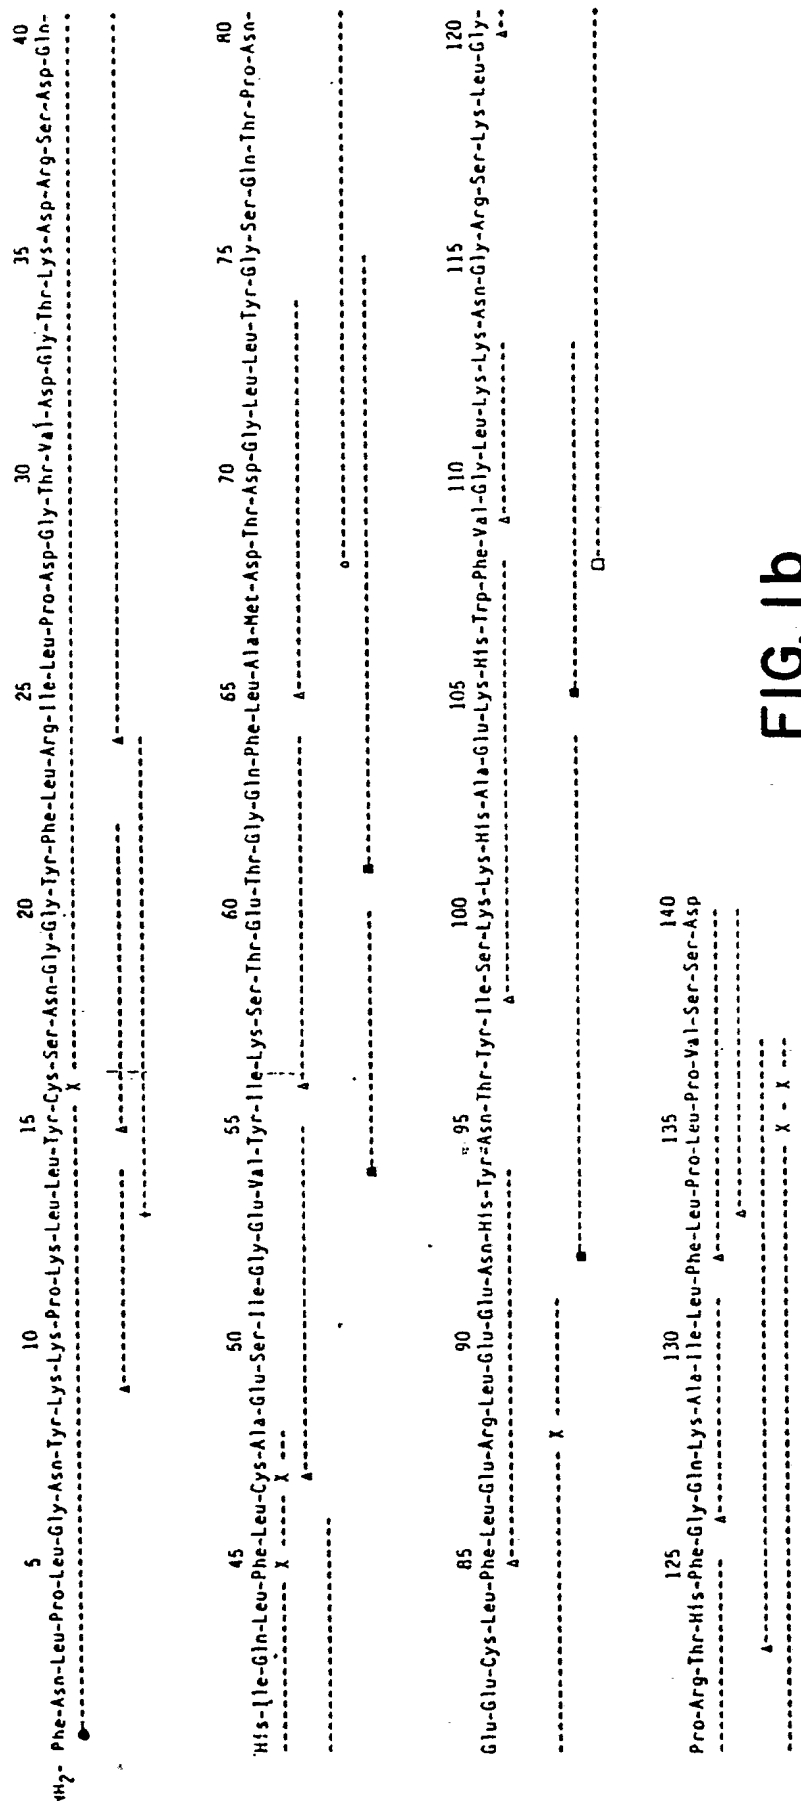 5 10 15 20 25 30 35 40
NH2- Phe-Asn-Leu-Pro-Leu-Gly-Asn-Tyr-Lys-Lys-Pro-Lys-Leu-Leu-Tyr-Cys-Ser-Asn-Gly-Gly-Tyr-Phe-Leu-Arg-Ile-Leu-Pro-Asp-Gly-Thr-Val-Asp-Gly-Thr-Lys-Asp-Arg-Ser-Asp-Gln-
X
45 50 55 60 65 70 75 80
His-Ile-Gln-Leu-Phe-Leu-Cys-Ala-Glu-Ser-Ile-Gly-Glu-Val-Tyr-Ile-Lys-Ser-Thr-Glu-Thr-Gly-Gln-Phe-Leu-Ala-Met-Asp-Thr-Asp-Gly-Leu-Leu-Tyr-Gly-Ser-Gln-Thr-Pro-Asn-
X X
85 90 95 100 105 110 115 120
Glu-Glu-Cys-Leu-Phe-Leu-Glu-Arg-Leu-Glu-Glu-Asn-His-Tyr-Asn-Thr-Tyr-Ile-Ser-Lys-Lys-His-Ala-Glu-Lys-His-Trp-Phe-Val-Gly-Leu-Lys-Lys-Asn-Gly-Arg-Ser-Lys-Leu-Gly-
X
125 130 135 140
Pro-Arg-Thr-His-Phe-Gly-Gln-Lys-Ala-Ile-Leu-Phe-Leu-Pro-Leu-Pro-Val-Ser-Ser-Asp
X - X
FIG. 1b